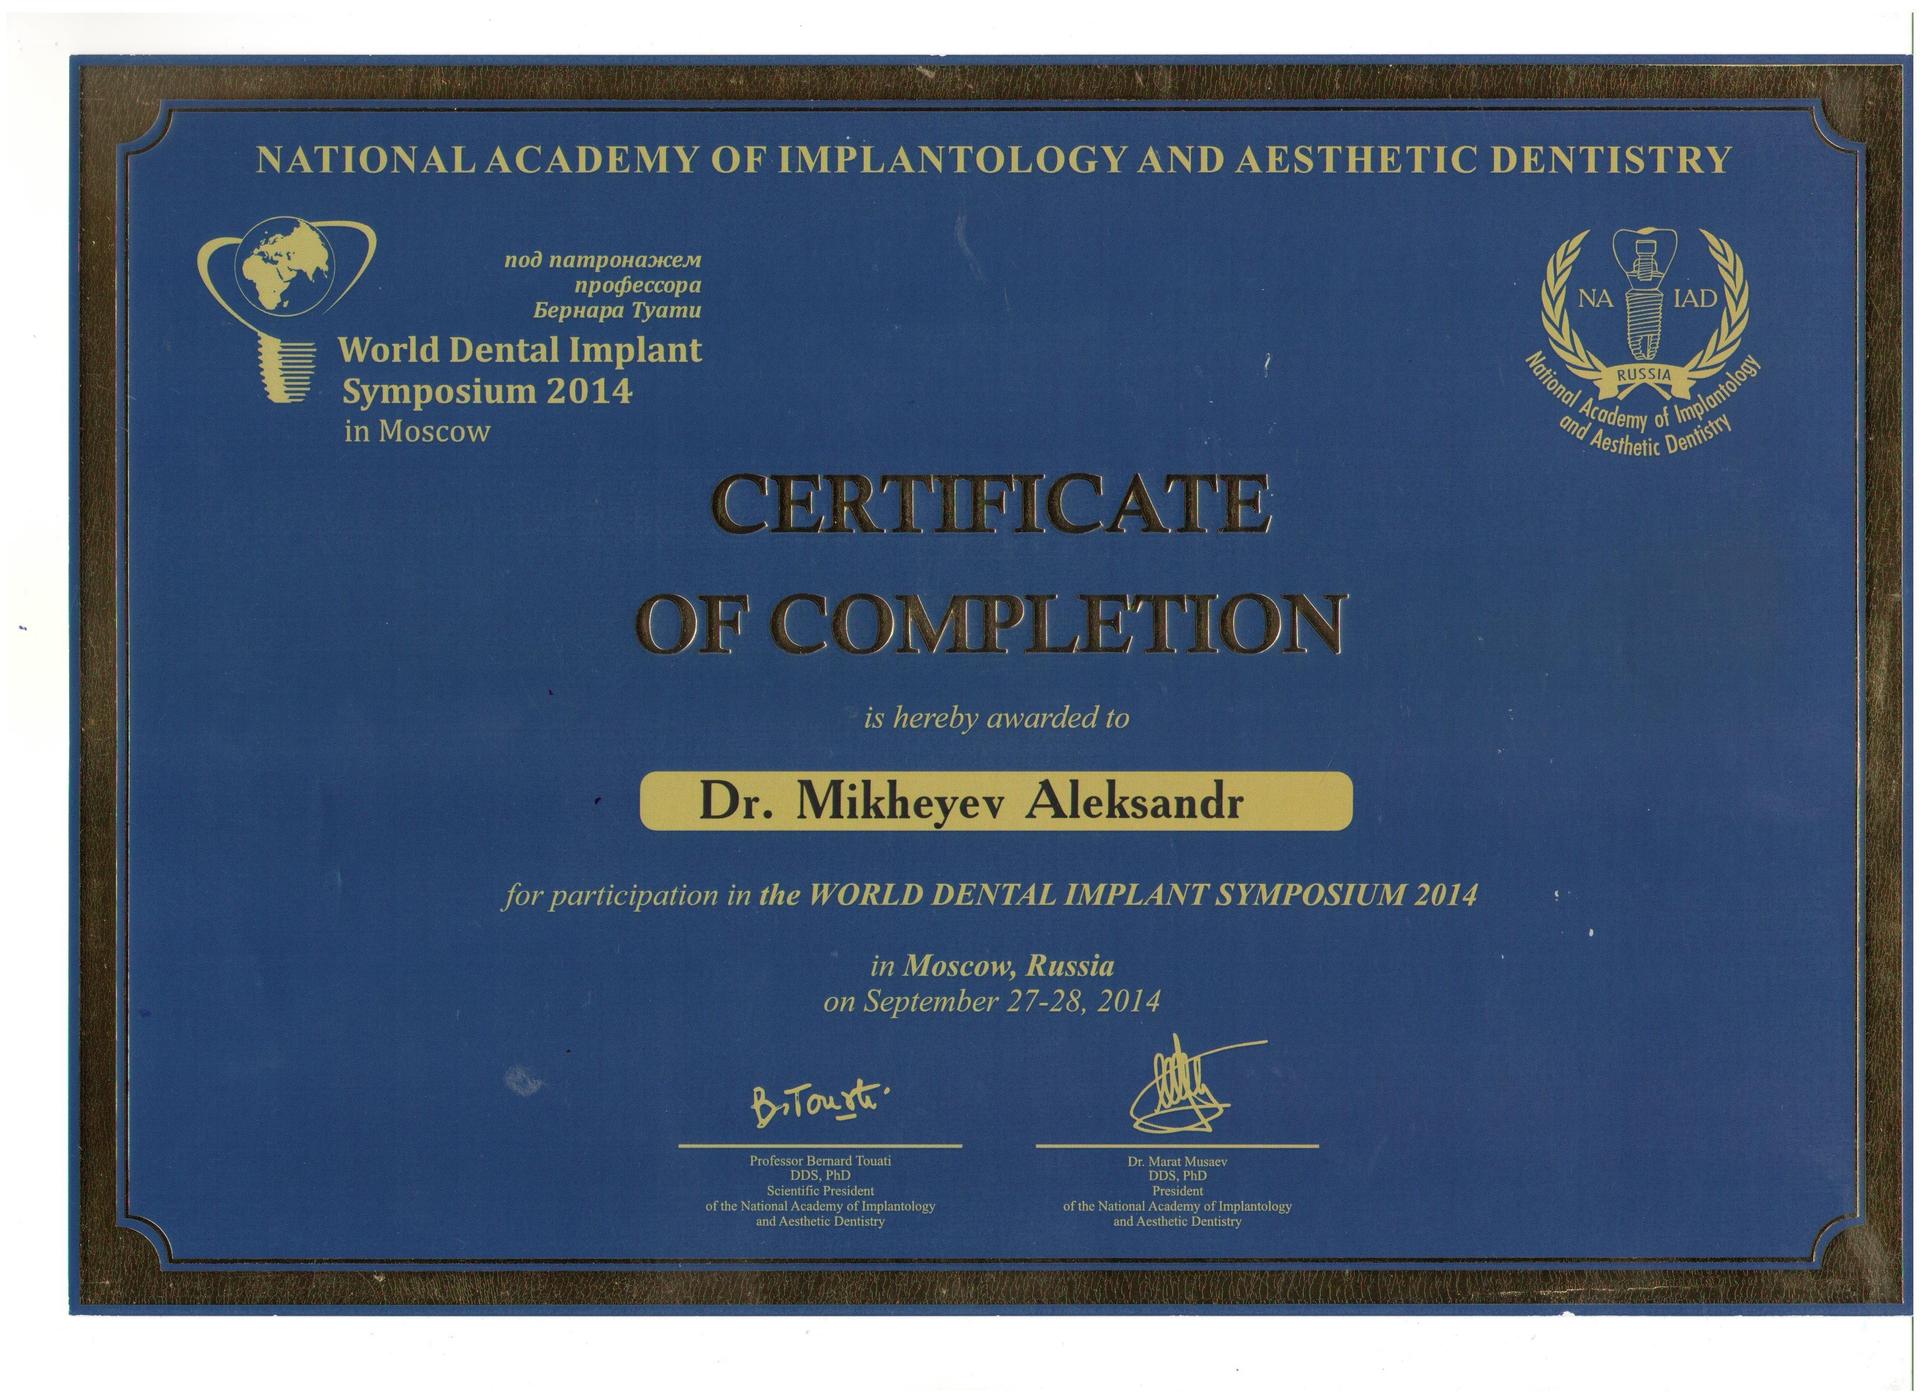 NATIONAL ACADEMY OF IMPLANTOLOGY AND AESTHETIC DENTISTRY
под патронажем
профессора
Бернара Туати
World Dental Implant
Symposium 2014
in Moscow
NA IAD
RUSSIA
National Academy of Implantology
and Aesthetic Dentistry
CERTIFICATE
OF COMPLETION
is hereby awarded to
Dr. Mikheyev Aleksandr
for participation in the WORLD DENTAL IMPLANT SYMPOSIUM 2014
in Moscow, Russia
on September 27-28, 2014
B. Touati
Professor Bernard Touati
DDS, PhD
Scientific President
of the National Academy of Implantology
and Aesthetic Dentistry
Dr. Marat Musaev
DDS, PhD
President
of the National Academy of Implantology
and Aesthetic Dentistry